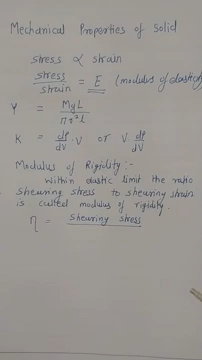 Mechanical Properties of Solid
stress ∝ strain
stress / strain = E (modulus of elasticity
Y = MgL / πr²l
K = dP/dV · V or V · dP/dV
Modulus of Rigidity :-
Within elastic limit the ratio
shearing stress to shearing strain
is called modulus of rigidity.
η = shearing stress